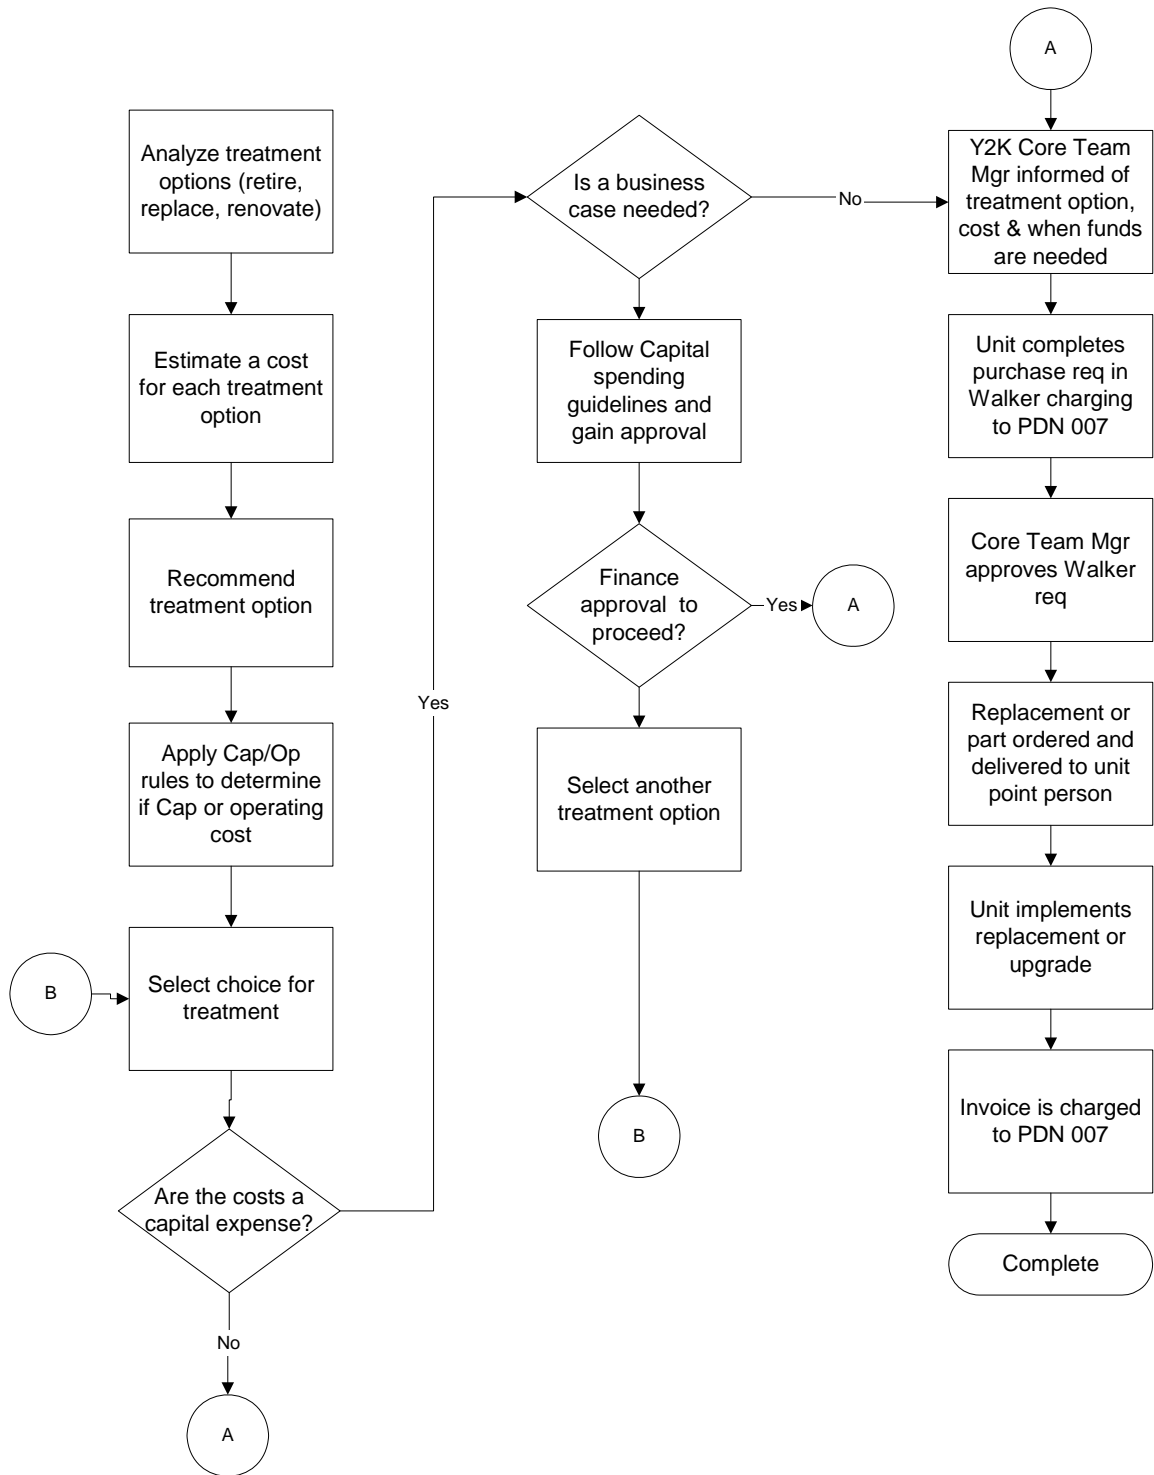 Analyze treatment
options (retire,
replace, renovate)
Estimate a cost
for each treatment
option
Recommend
treatment option
Apply Cap/Op
rules to determine
if Cap or operating
cost
B
Select choice for
treatment
Are the costs a
capital expense?
No
A
Yes
Is a business
case needed?
No
Follow Capital
spending
guidelines and
gain approval
Finance
approval to
proceed?
Yes
A
Select another
treatment option
B
A
Y2K Core Team
Mgr informed of
treatment option,
cost & when funds
are needed
Unit completes
purchase req in
Walker charging
to PDN 007
Core Team Mgr
approves Walker
req
Replacement or
part ordered and
delivered to unit
point person
Unit implements
replacement or
upgrade
Invoice is charged
to PDN 007
Complete